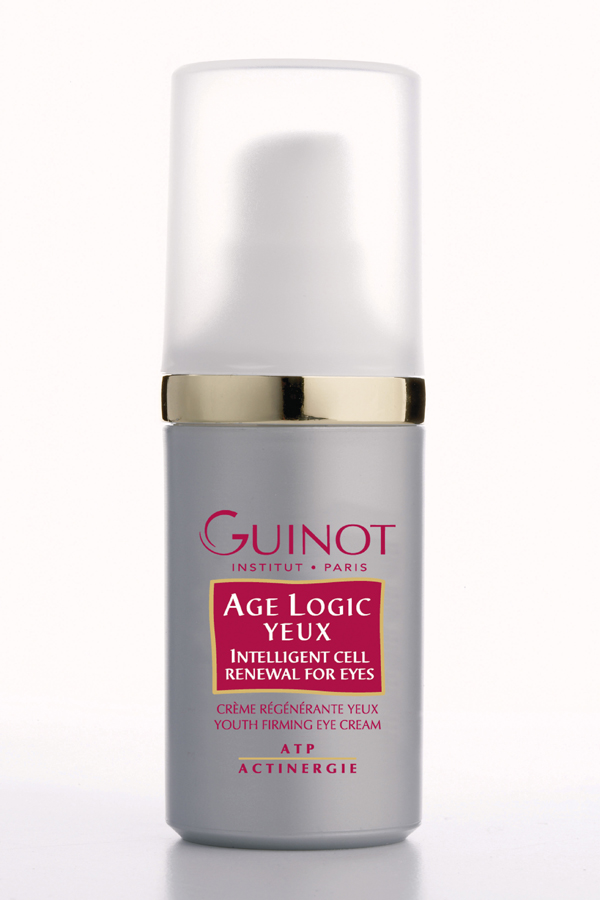 GUINOT
INSTITUT • PARIS
AGE LOGIC
YEUX
INTELLIGENT CELL
RENEWAL FOR EYES
CRÈME RÉGÉNÉRANTE YEUX
YOUTH FIRMING EYE CREAM
ATP
ACTINERGIE